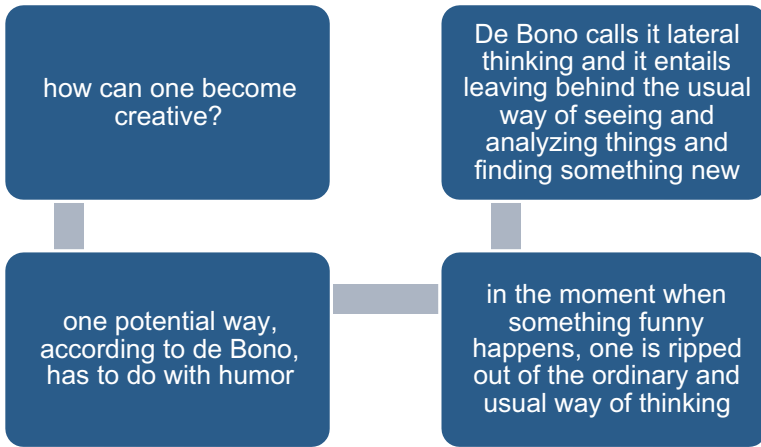 how can one become
creative?
one potential way,
according to de Bono,
has to do with humor
in the moment when
something funny
happens, one is ripped
out of the ordinary and
usual way of thinking
De Bono calls it lateral
thinking and it entails
leaving behind the usual
way of seeing and
analyzing things and
finding something new